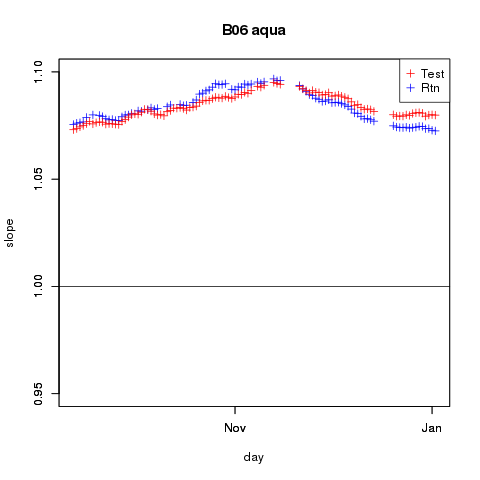 B06 aqua
Test
Rtn
1.10
1.05
1.00
0.95
slope
Nov
Jan
day